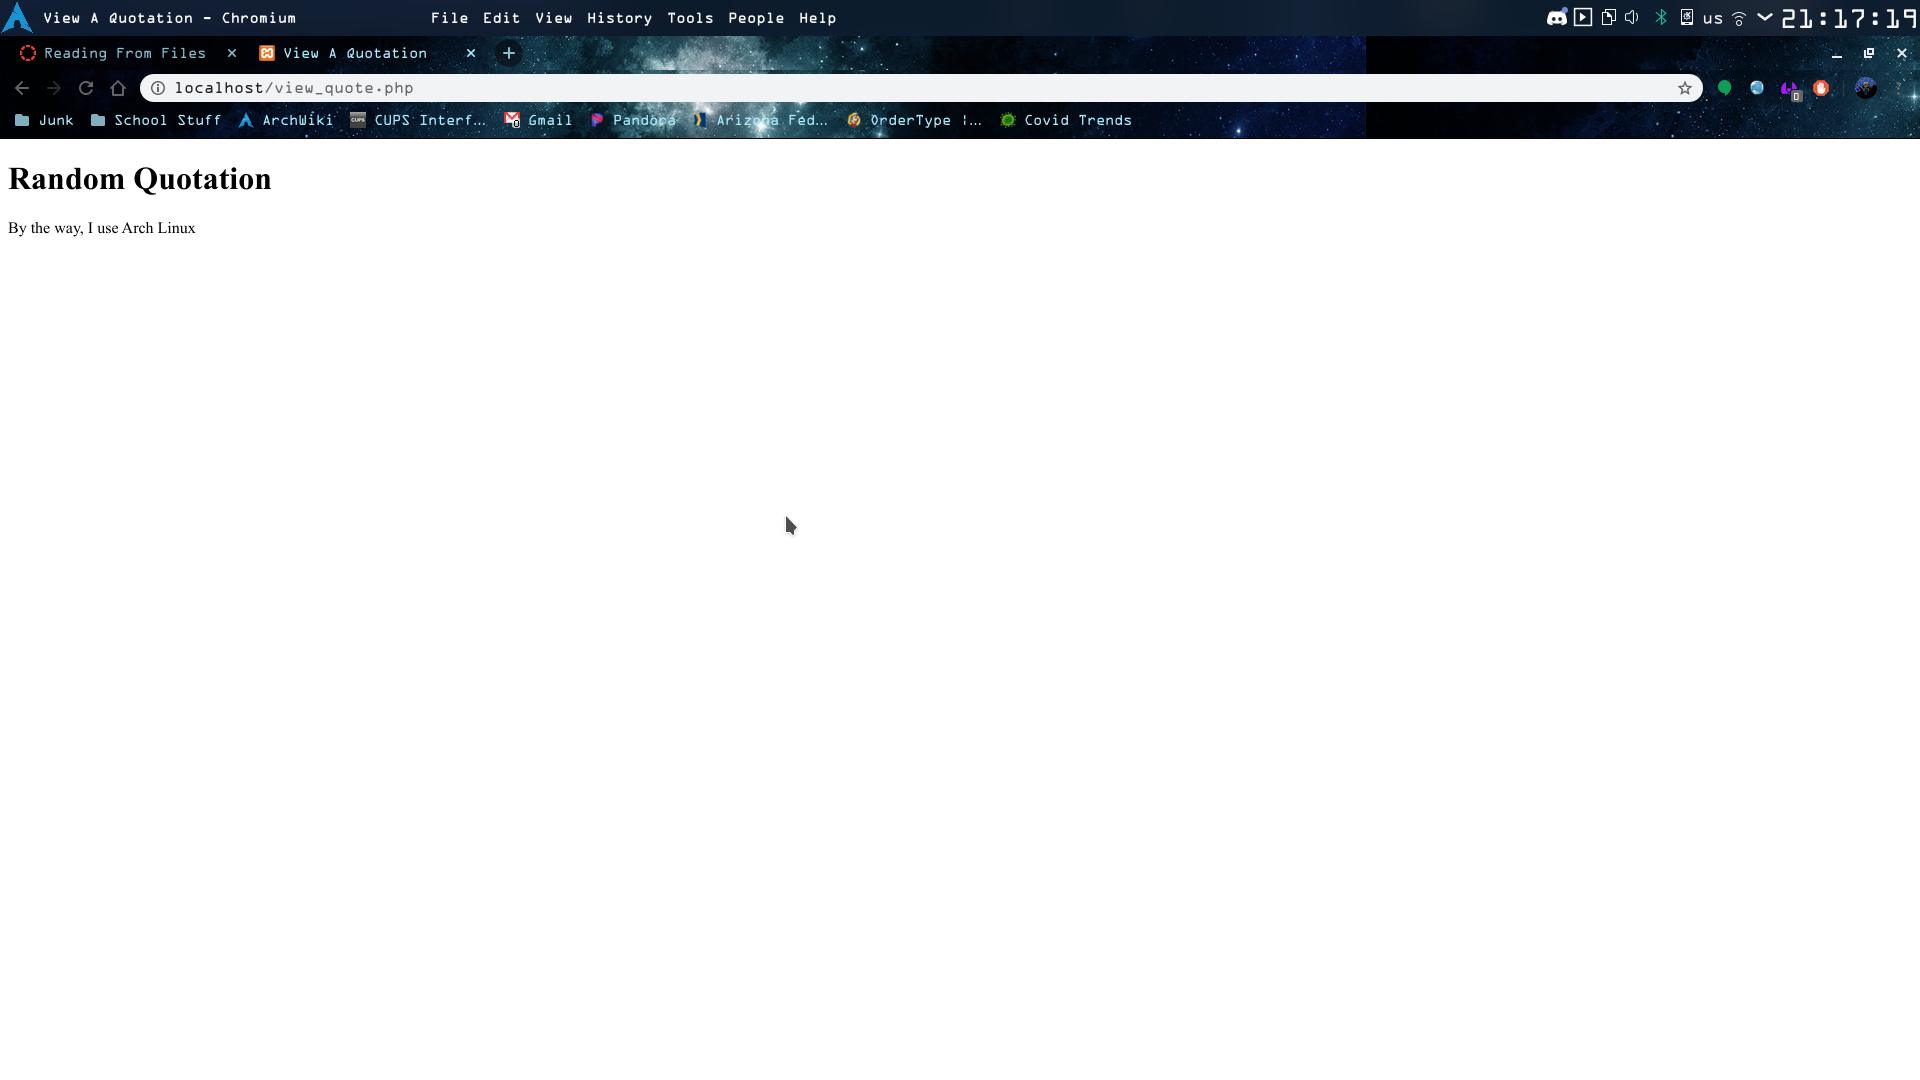 View A Quotation – Chromium File Edit View History Tools People Help us 21:17:19
Reading From Files View A Quotation
localhost/view_quote.php
Junk School Stuff ArchWiki CUPS Interf... Gmail Pandora Arizona Fed... OrderType |... Covid Trends
Random Quotation
By the way, I use Arch Linux